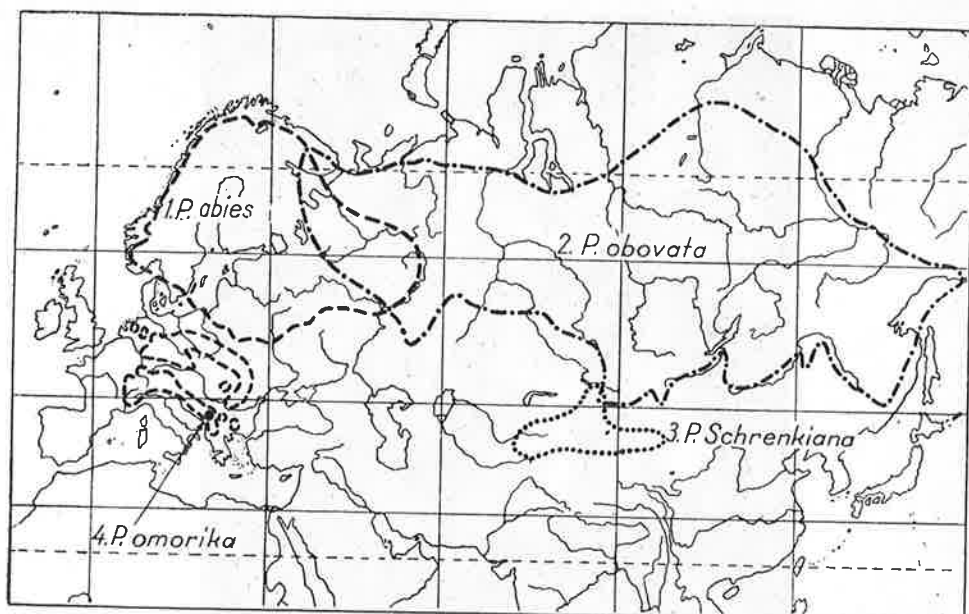 1.P. abies
2. P. obovata
3.P. Schrenkiana
4.P. omorika